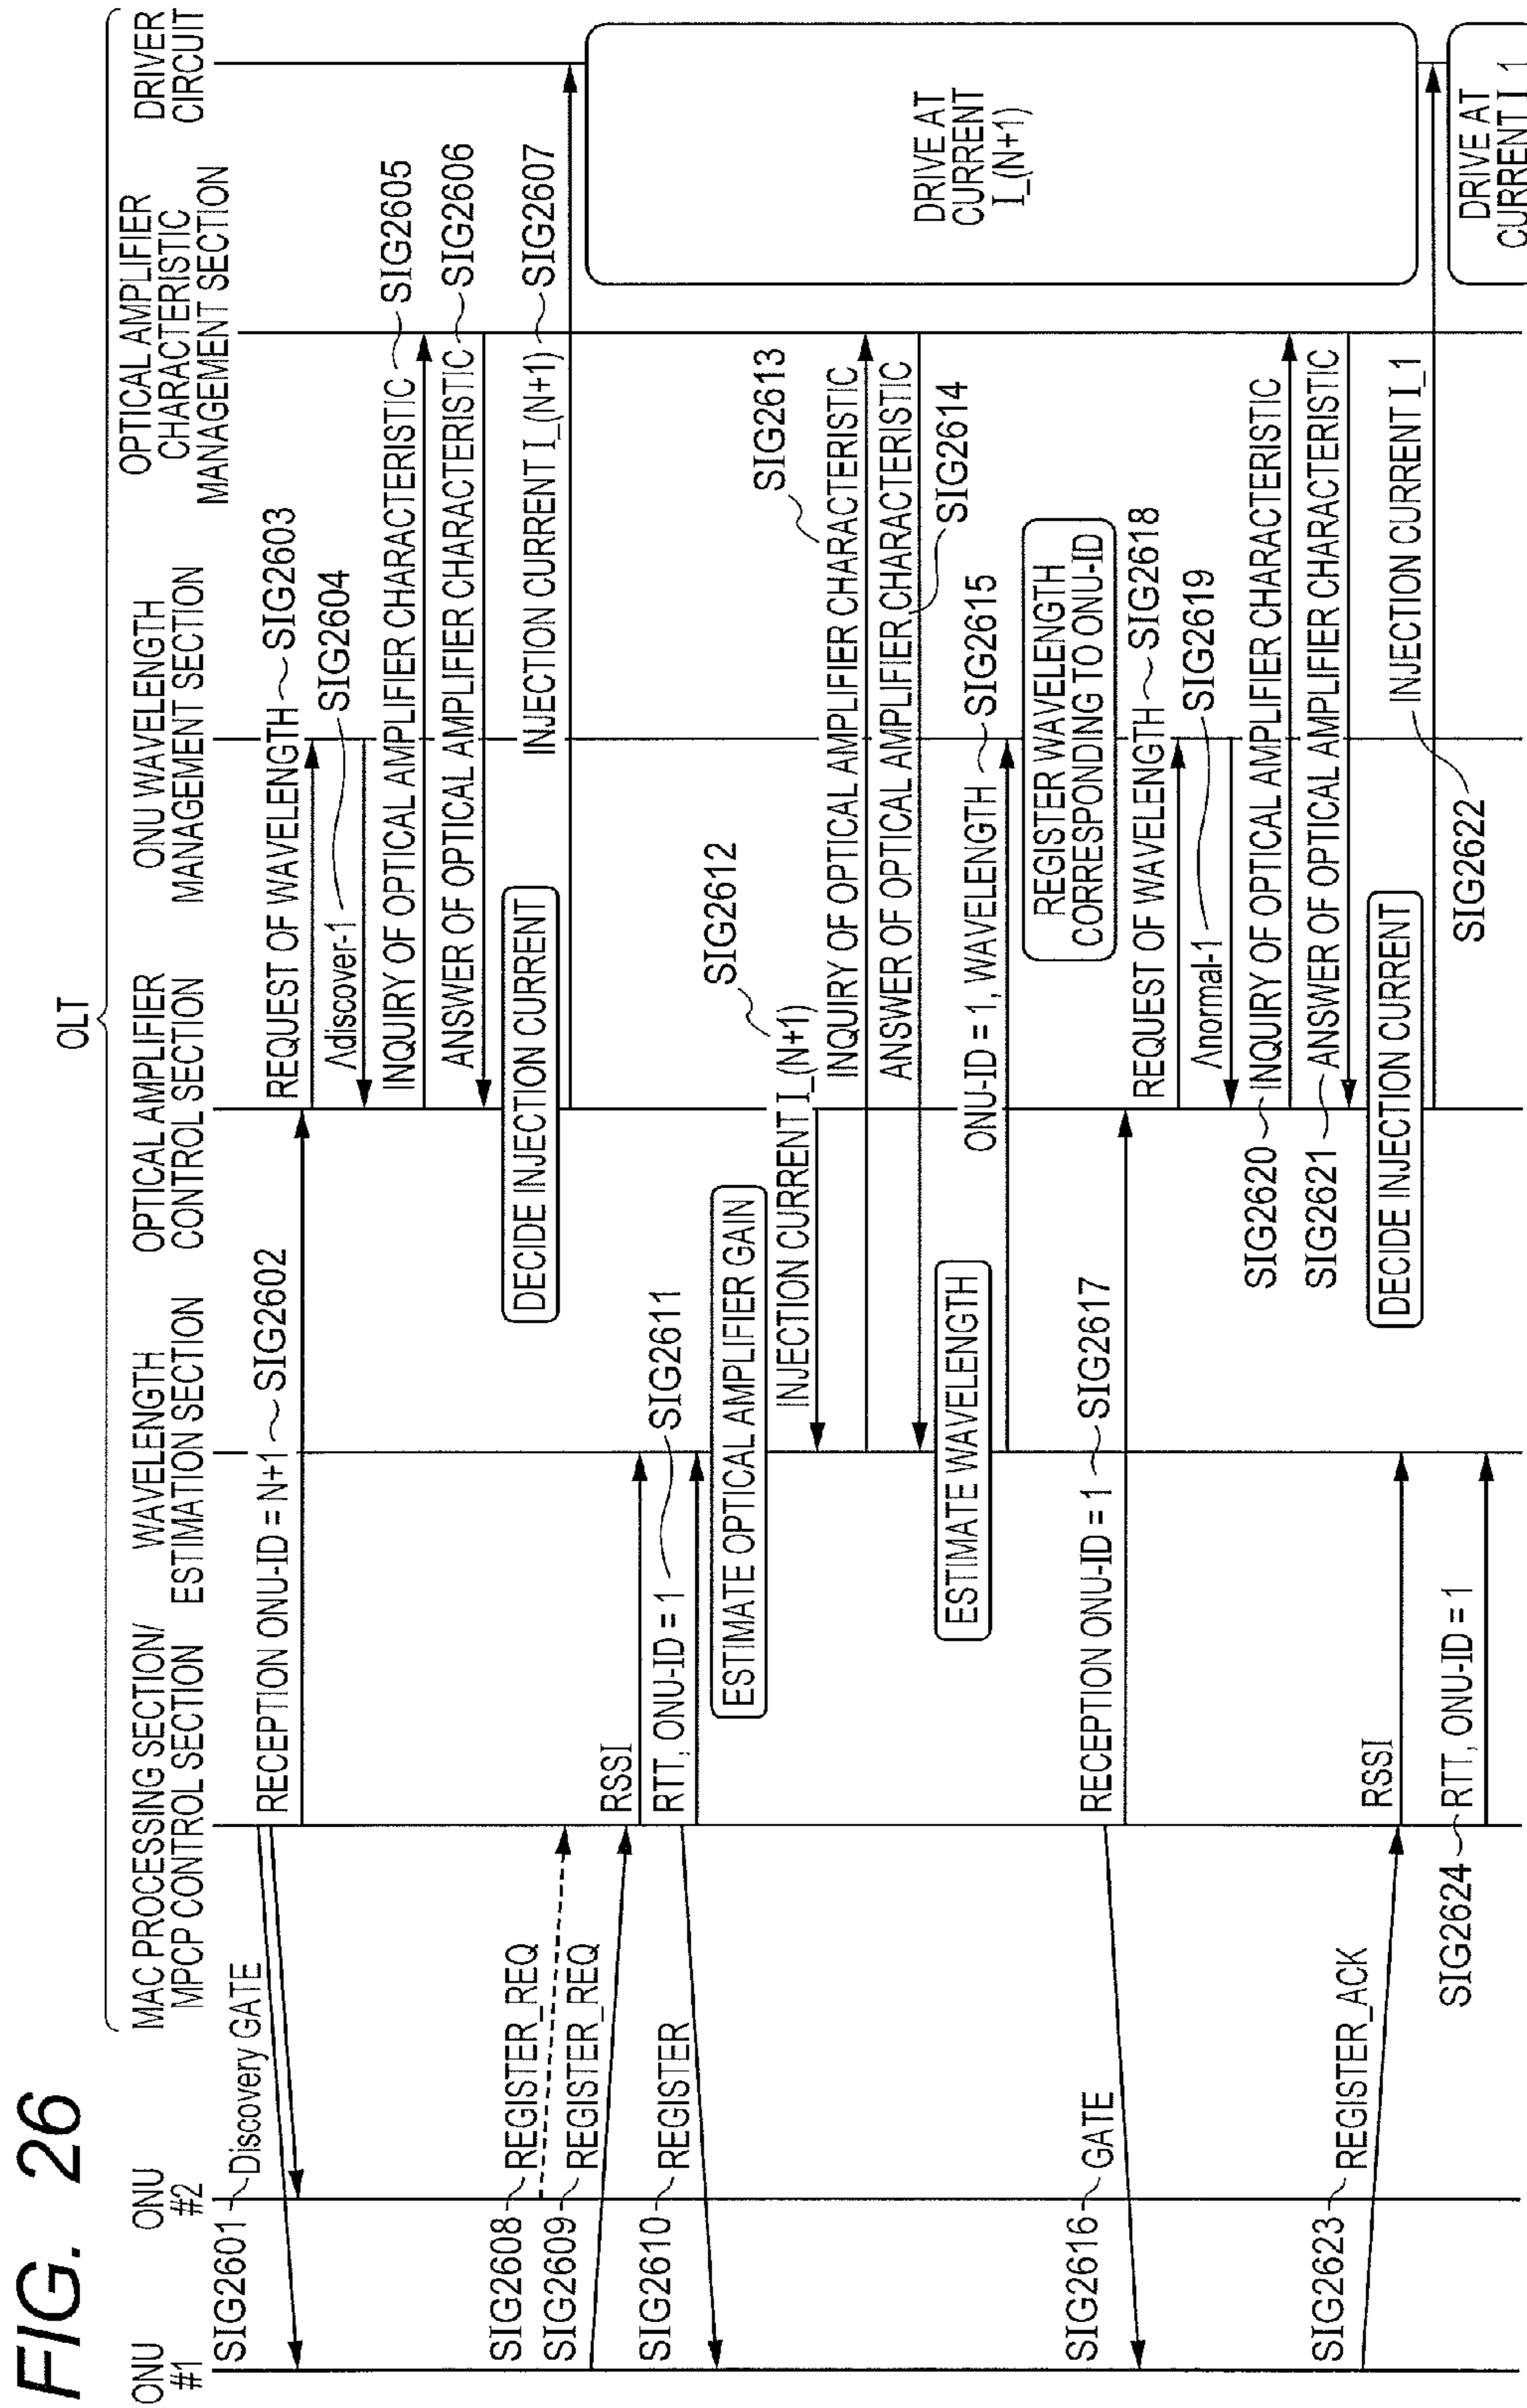 FIG. 26
OLT
ONU
#1
ONU
#2
MAC PROCESSING SECTION/
MPCP CONTROL SECTION
WAVELENGTH
ESTIMATION SECTION
OPTICAL AMPLIFIER
CONTROL SECTION
ONU WAVELENGTH
MANAGEMENT SECTION
OPTICAL AMPLIFIER
CHARACTERISTIC
MANAGEMENT SECTION
DRIVER
CIRCUIT
SIG2601
Discovery GATE
RECEPTION ONU-ID = N+1
SIG2602
REQUEST OF WAVELENGTH
SIG2603
Λdiscover-1
SIG2604
INQUIRY OF OPTICAL AMPLIFIER CHARACTERISTIC
SIG2605
ANSWER OF OPTICAL AMPLIFIER CHARACTERISTIC
SIG2606
DECIDE INJECTION CURRENT
INJECTION CURRENT I_(N+1)
SIG2607
SIG2608
REGISTER_REQ
SIG2609
REGISTER_REQ
RSSI
SIG2610
REGISTER
RTT, ONU-ID = 1
SIG2611
ESTIMATE OPTICAL AMPLIFIER GAIN
INJECTION CURRENT I_(N+1)
SIG2612
INQUIRY OF OPTICAL AMPLIFIER CHARACTERISTIC
SIG2613
ANSWER OF OPTICAL AMPLIFIER CHARACTERISTIC
SIG2614
DRIVE AT
CURRENT
I_(N+1)
ESTIMATE WAVELENGTH
ONU-ID = 1, WAVELENGTH
SIG2615
REGISTER WAVELENGTH
CORRESPONDING TO ONU-ID
SIG2616
GATE
RECEPTION ONU-ID = 1
SIG2617
REQUEST OF WAVELENGTH
SIG2618
Λnormal-1
SIG2619
SIG2620
INQUIRY OF OPTICAL AMPLIFIER CHARACTERISTIC
SIG2621
ANSWER OF OPTICAL AMPLIFIER CHARACTERISTIC
DECIDE INJECTION CURRENT
INJECTION CURRENT I_1
SIG2622
SIG2623
REGISTER_ACK
RSSI
SIG2624
RTT, ONU-ID = 1
DRIVE AT
CURRENT I_1